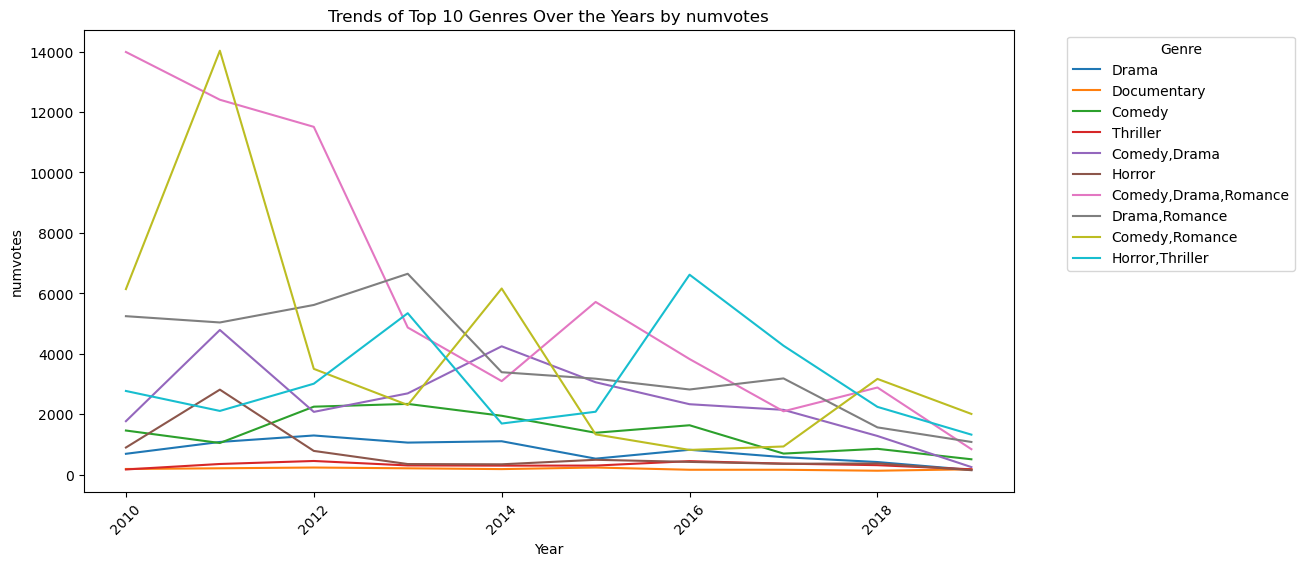 Trends of Top 10 Genres Over the Years by numvotes
numvotes
14000
12000
10000
8000
6000
4000
2000
0
2010
2012
2014
2016
2018
Year
Genre
Drama
Documentary
Comedy
Thriller
Comedy,Drama
Horror
Comedy,Drama,Romance
Drama,Romance
Comedy,Romance
Horror,Thriller